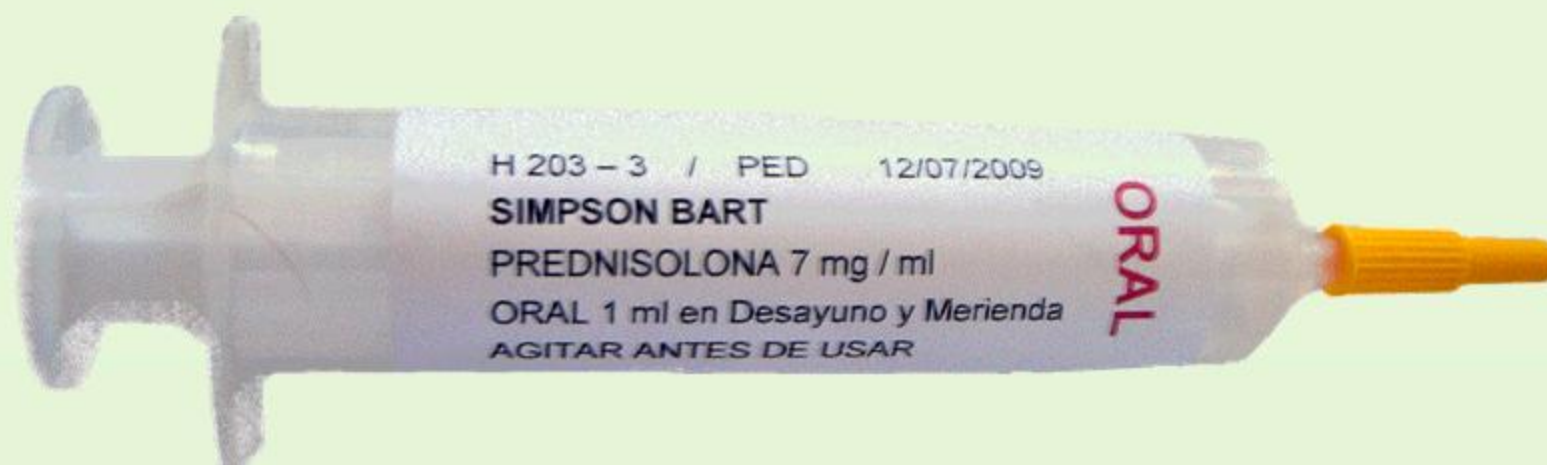 H 203 – 3 / PED 12/07/2009
SIMPSON BART
PREDNISOLONA 7 mg / ml
ORAL 1 ml en Desayuno y Merienda
AGITAR ANTES DE USAR
ORAL